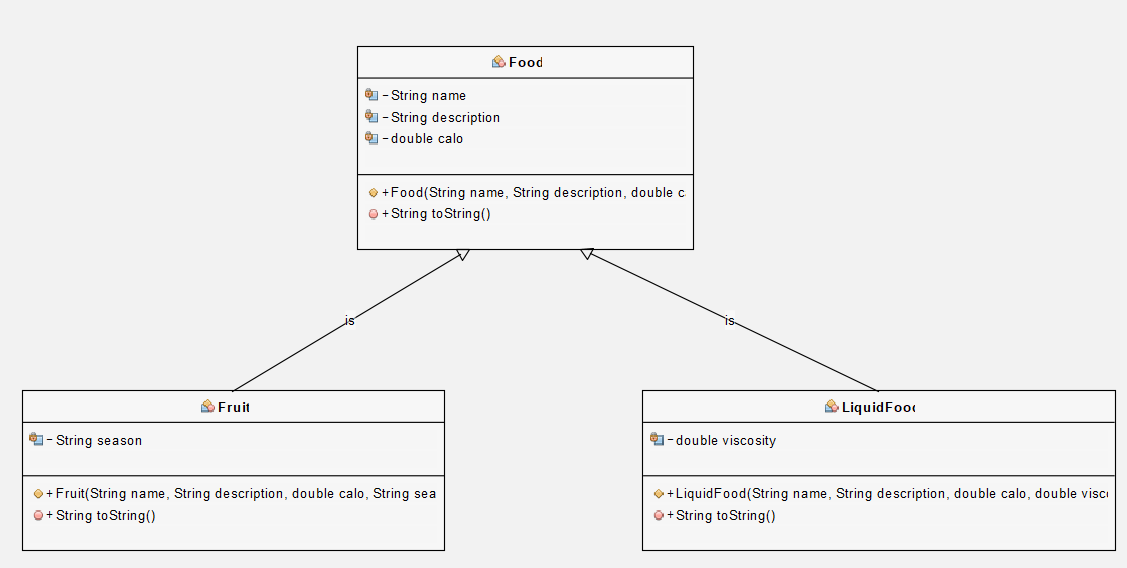 Food
- String name
- String description
- double calo
+ Food(String name, String description, double c
+ String toString()
is
is
Fruit
- String season
+ Fruit(String name, String description, double calo, String sea
+ String toString()
LiquidFood
- double viscosity
+ LiquidFood(String name, String description, double calo, double visc
+ String toString()